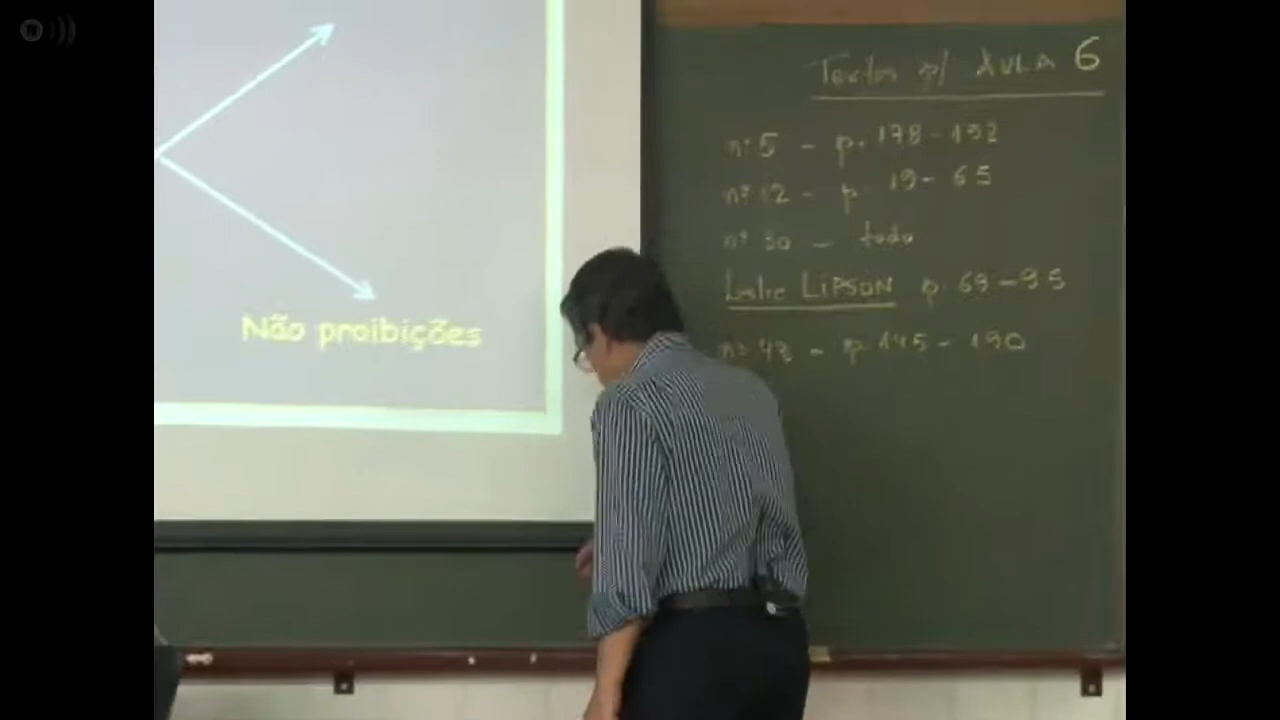 Não proibições
Textos p/ AULA 6
nº 5 - p. 178-192
nº 12 - p. 19-65
nº 30 - todo
Leslie LIPSON p. 69-95
nº 48 - p. 145-190